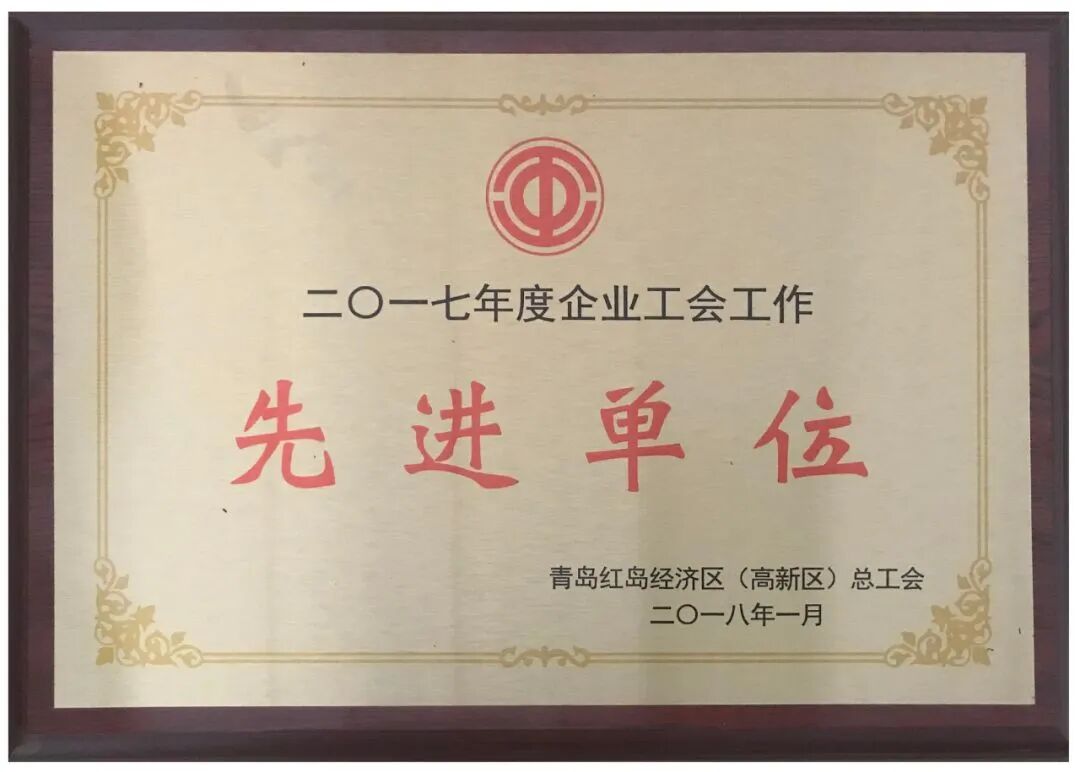 二〇一七年度企业工会工作
先进单位
青岛红岛经济区（高新区）总工会
二〇一八年一月